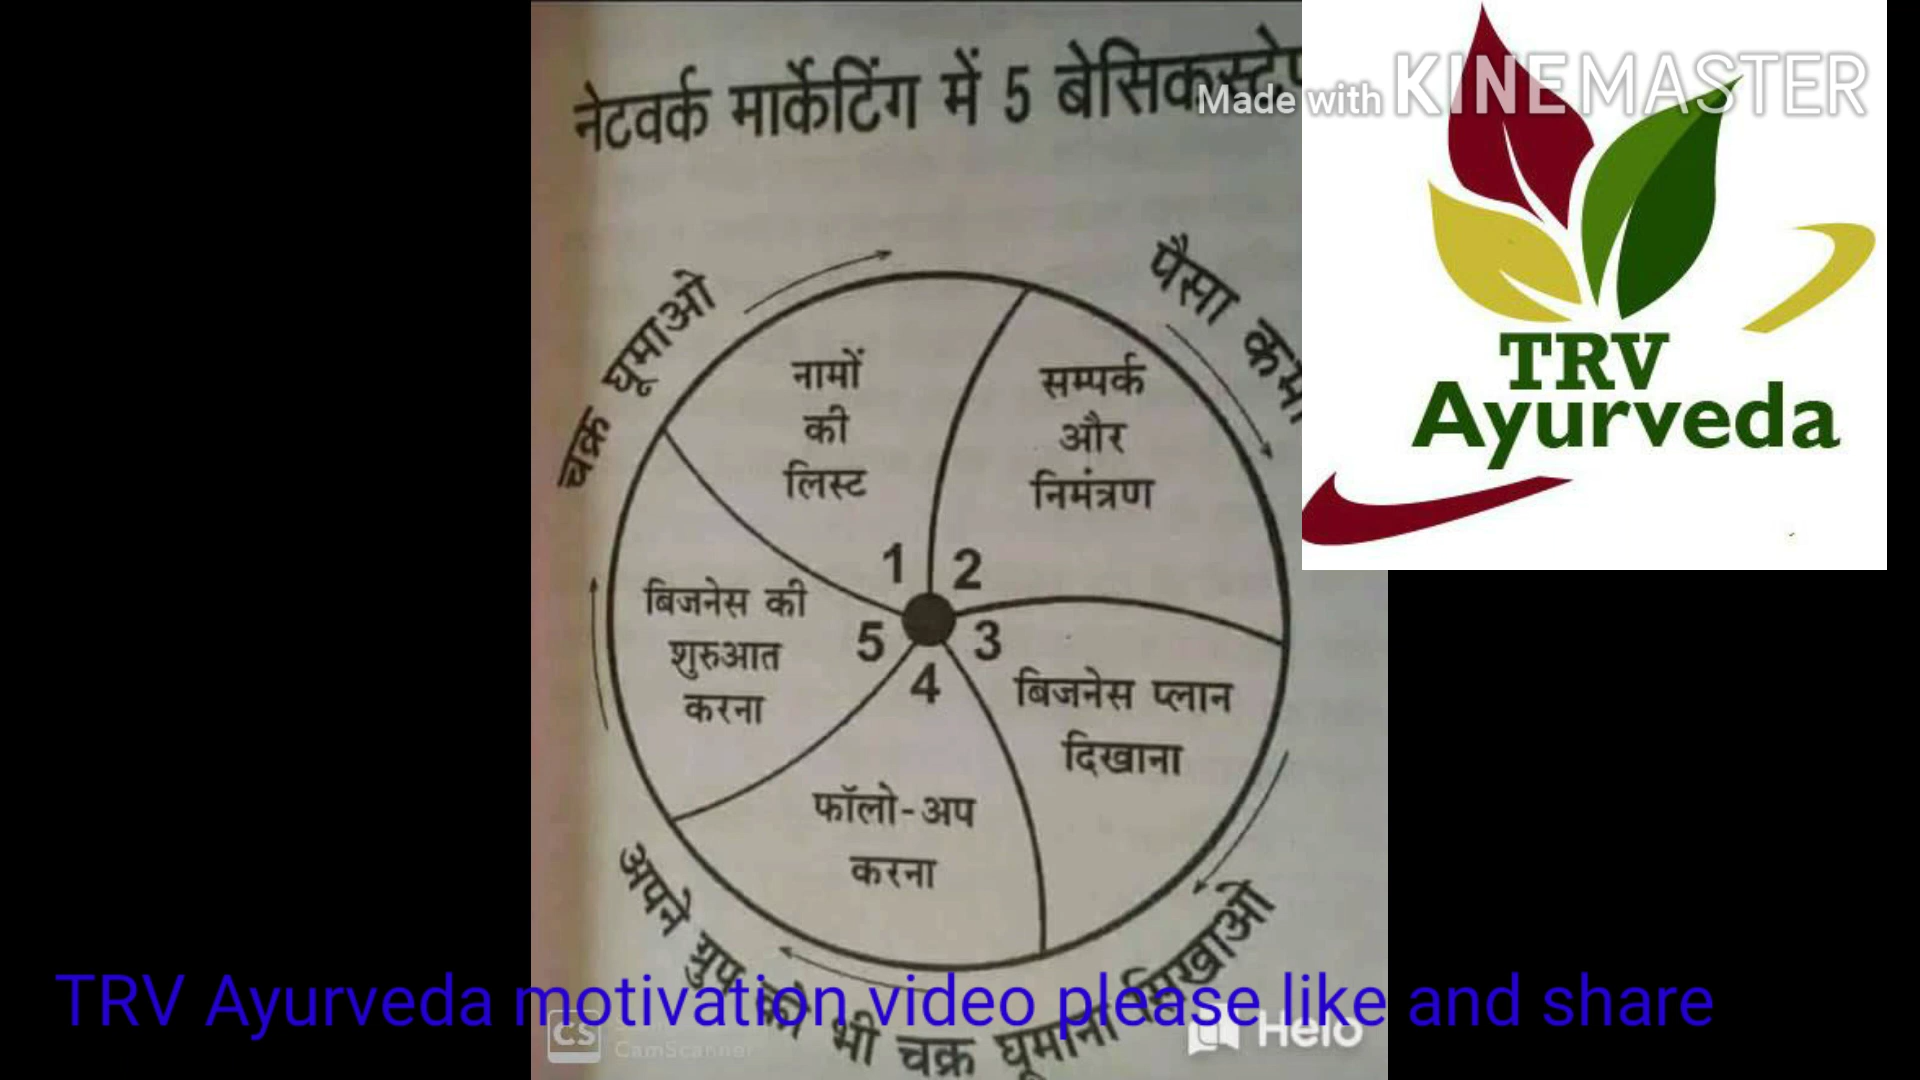 नेटवर्क मार्केटिंग में 5
Made with KINEMASTER
चक्र घूमाओ
पैसा
नामों
की
लिस्ट
सम्पर्क
और
निमंत्रण
1
2
3
4
5
बिजनेस प्लान
दिखाना
फॉलो-अप
करना
बिजनेस की
शुरुआत
करना
अपने ग्रुप को भी चक्र घूमाना सिखाओ
TRV
Ayurveda
TRV Ayurveda motivation video please like and share
CS
CamScanner
Helo